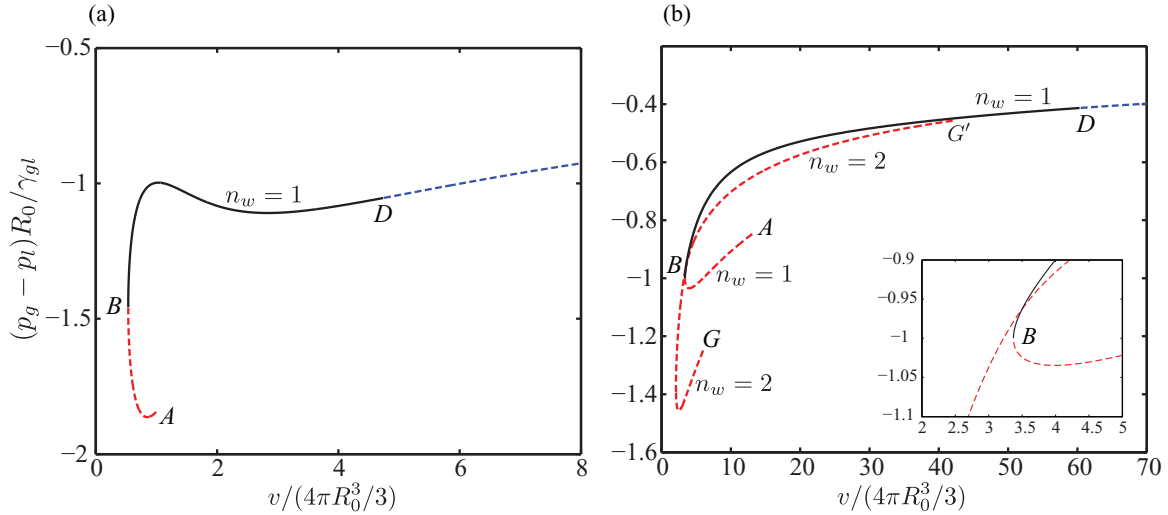 (a)
(b)
−0.5
−1
−1.5
−2
0 2 4 6 8
(p_g − p_l)R_0/γ_{gl}
v/(4πR_0^3/3)
n_w = 1
A
B
D
−0.4
−0.6
−0.8
−1
−1.2
−1.4
−1.6
0 10 20 30 40 50 60 70
v/(4πR_0^3/3)
n_w = 1
D
G′
n_w = 2
A
B
n_w = 1
G
n_w = 2
−0.9
−0.95
−1
−1.05
−1.1
2 2.5 3 3.5 4 4.5 5
B